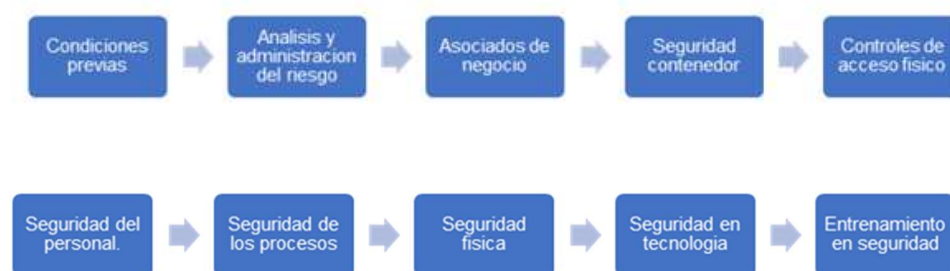 Condiciones
previas
Analisis y
administracion
del riesgo
Asociados de
negocio
Seguridad
contenedor
Controles de
acceso fisico
Seguridad del
personal.
Seguridad de
los procesos
Seguridad
fisica
Seguridad en
tecnologia
Entrenamiento
en seguridad